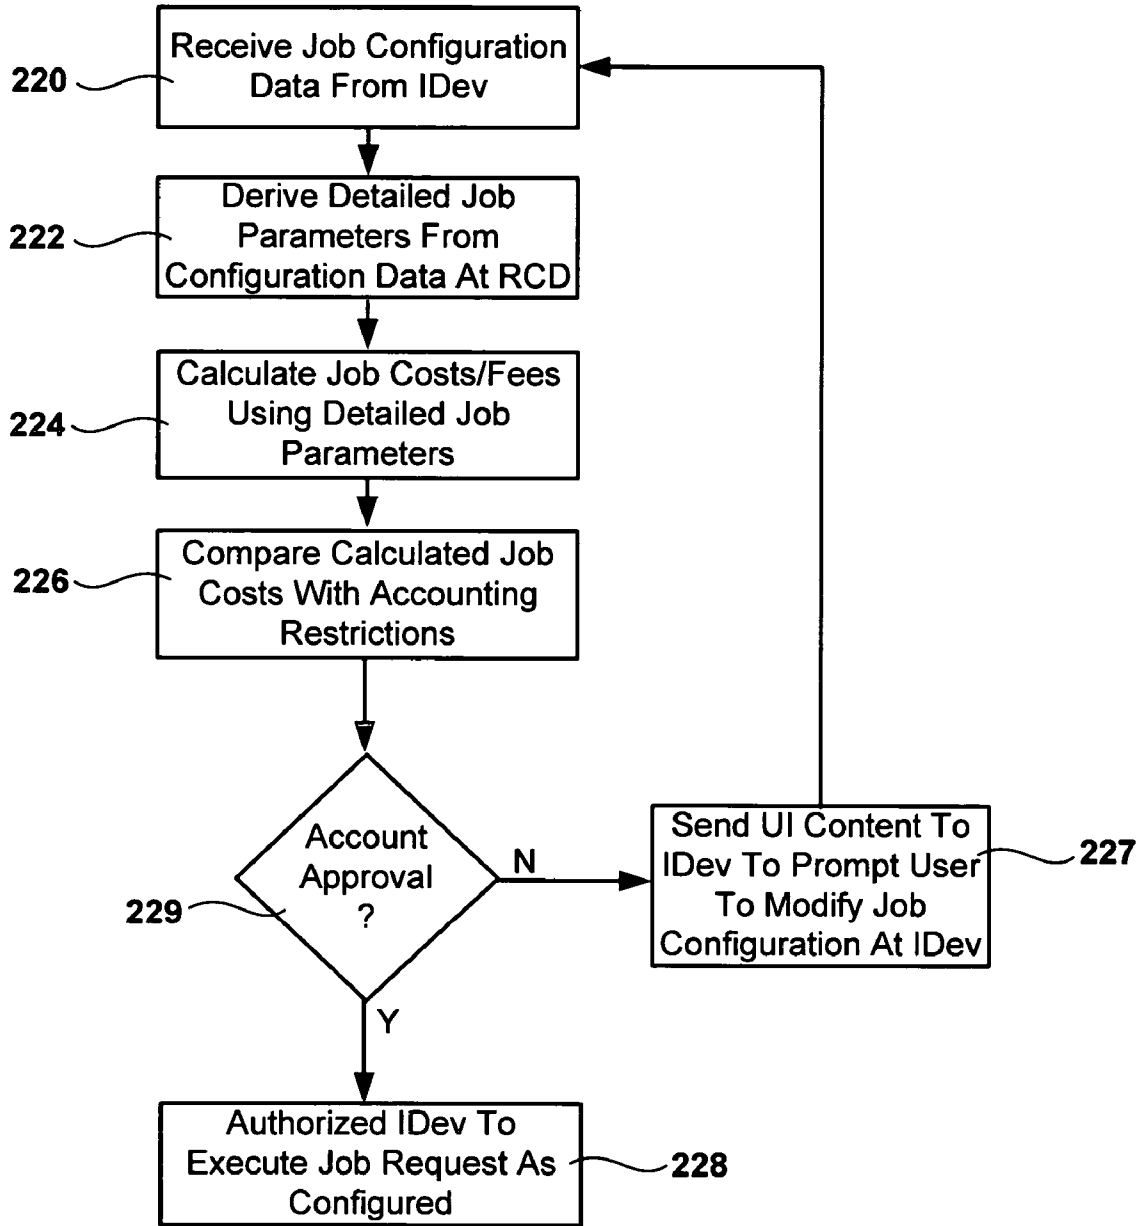 Receive Job Configuration
Data From IDev
220
Derive Detailed Job
Parameters From
Configuration Data At RCD
222
Calculate Job Costs/Fees
Using Detailed Job
Parameters
224
Compare Calculated Job
Costs With Accounting
Restrictions
226
Account
Approval
?
229
N
Send UI Content To
IDev To Prompt User
To Modify Job
Configuration At IDev
227
Y
Authorized IDev To
Execute Job Request As
Configured
228